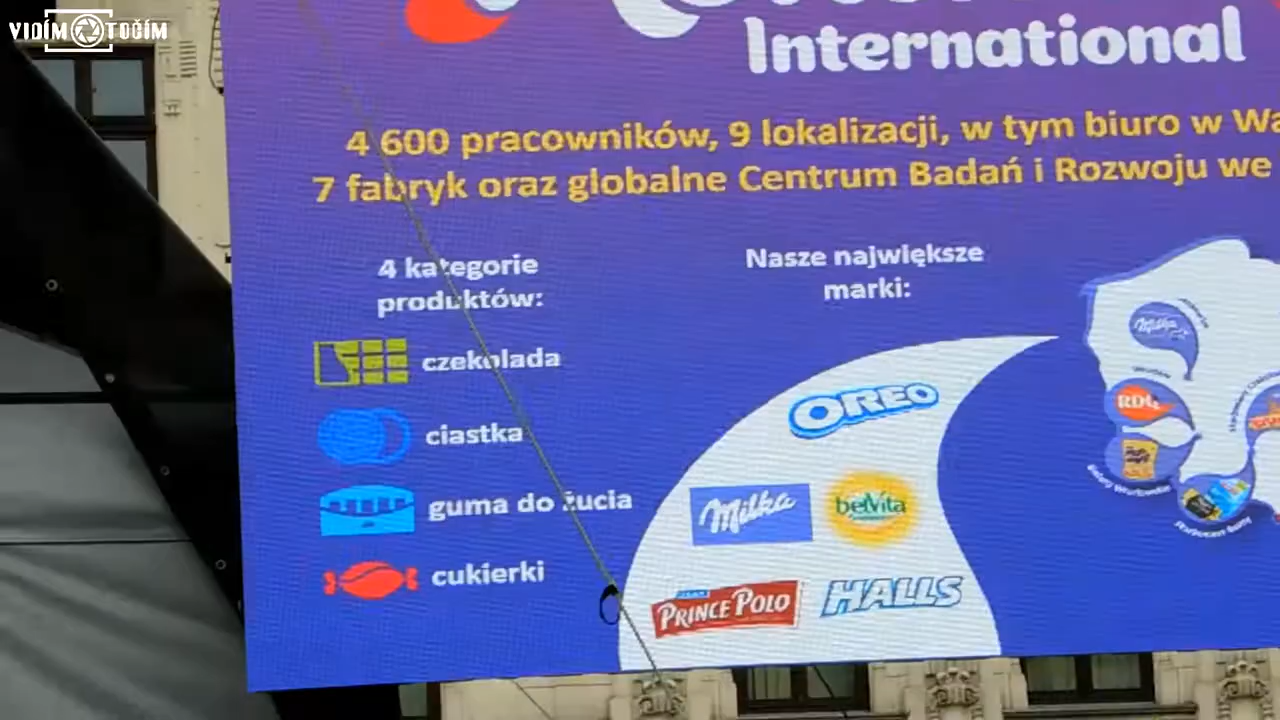 VIDÍM TOČÍM
International
4 600 pracowników, 9 lokalizacji, w tym biuro w
7 fabryk oraz globalne Centrum Badań i Rozwoju we
4 kategorie
produktów:
czekolada
ciastka
guma do żucia
cukierki
Nasze największe
marki:
OREO
Milka
belVita
PRINCE POLO
HALLS
Milka